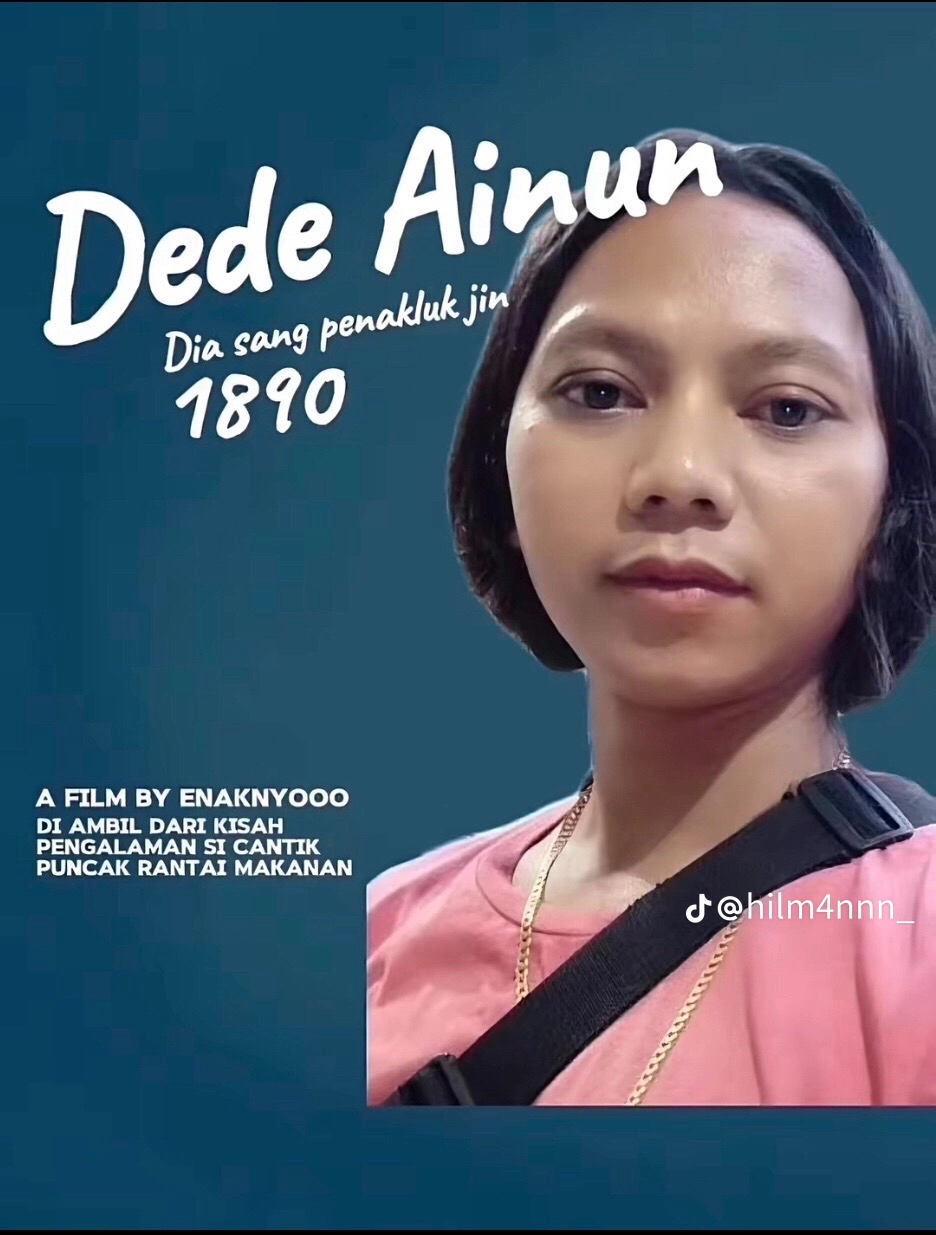 Dede Ainun
Dia sang penakluk jin
1890
A FILM BY ENAKNYOOO
DI AMBIL DARI KISAH
PENGALAMAN SI CANTIK
PUNCAK RANTAI MAKANAN
@hilm4nnn_